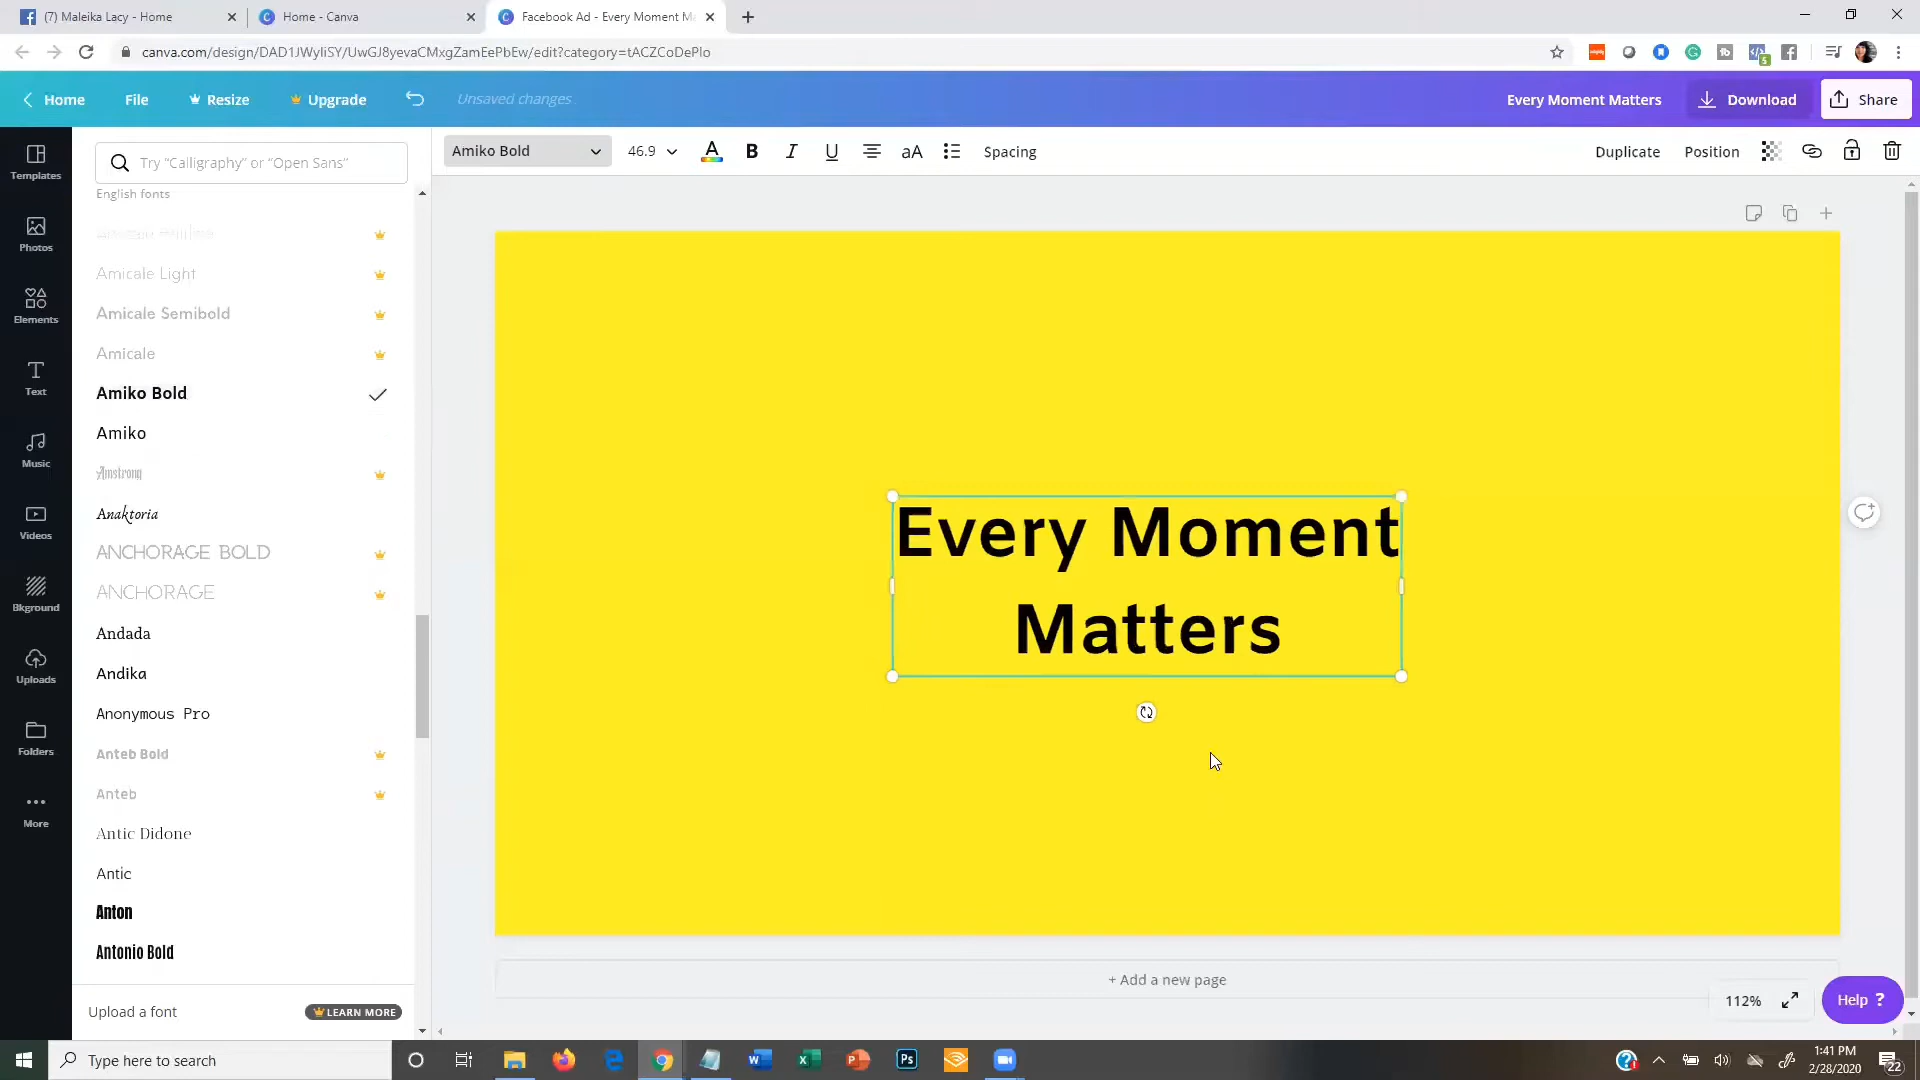 (7) Maleika Lacy - Home
Home - Canva
Facebook Ad - Every Moment M
canva.com/design/DAD1JWyIiSY/UwGJ8yevaCMxgZamEePbEw/edit?category=tACZCoDePlo
Home
File
Resize
Upgrade
Unsaved changes
Every Moment Matters
Download
Share
Templates
Photos
Elements
Text
Music
Videos
Bkground
Uploads
Folders
More
Try “Calligraphy” or “Open Sans”
English fonts
Amicale Light
Amicale Semibold
Amicale
Amiko Bold
Amiko
Amstrong
Anaktoria
ANCHORAGE BOLD
ANCHORAGE
Andada
Andika
Anonymous Pro
Anteb Bold
Anteb
Antic Didone
Antic
Anton
Antonio Bold
Upload a font
LEARN MORE
Amiko Bold
46.9
A
B
I
U
aA
Spacing
Duplicate
Position
Every Moment
Matters
+ Add a new page
112%
Help ?
Type here to search
1:41 PM
2/28/2020
22